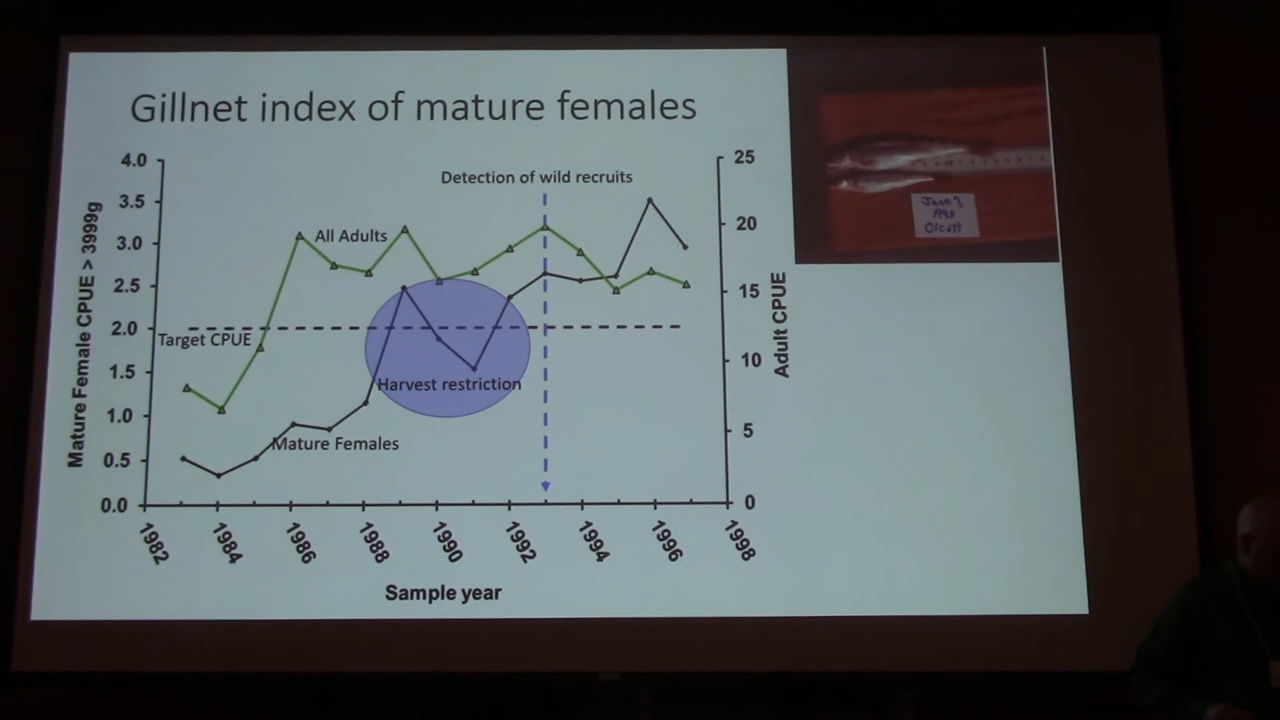 Gillnet index of mature females
4.0
3.5
3.0
2.5
2.0
1.5
1.0
0.5
0.0
Mature Female CPUE > 3999g
25
20
15
10
5
0
Adult CPUE
Detection of wild recruits
All Adults
Target CPUE
Harvest restriction
Mature Females
1982
1984
1986
1988
1990
1992
1994
1996
1998
Sample year
Olcott